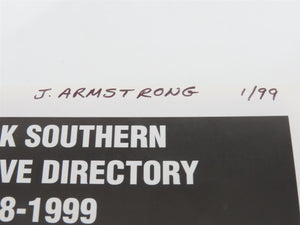 J. ARMSTRONG 1/99
K SOUTHERN
VE DIRECTORY
8-1999